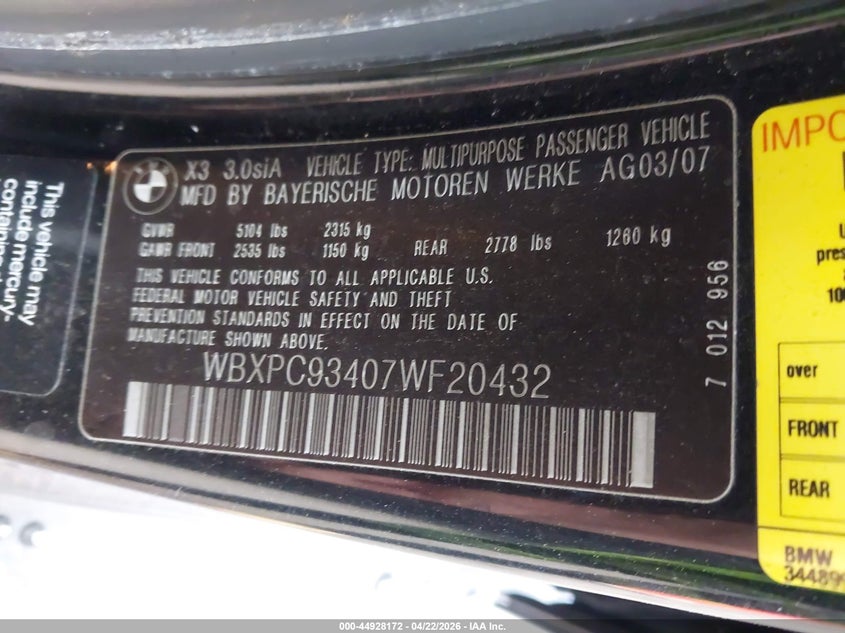 X3 3.0siA VEHICLE TYPE: MULTIPURPOSE PASSENGER VEHICLE
MFD BY BAYERISCHE MOTOREN WERKE AG03/07
GVWR 5104 lbs 2315 kg
GAWR FRONT 2535 lbs 1150 kg REAR 2778 lbs 1260 kg
THIS VEHICLE CONFORMS TO ALL APPLICABLE U.S.
FEDERAL MOTOR VEHICLE SAFETY AND THEFT
PREVENTION STANDARDS IN EFFECT ON THE DATE OF
MANUFACTURE SHOWN ABOVE.
WBXPC93407WF20432
7 012 956
This vehicle may
include mercury-
over
FRONT
REAR
BMW
000-44928172 | 04/22/2026 | IAA Inc.